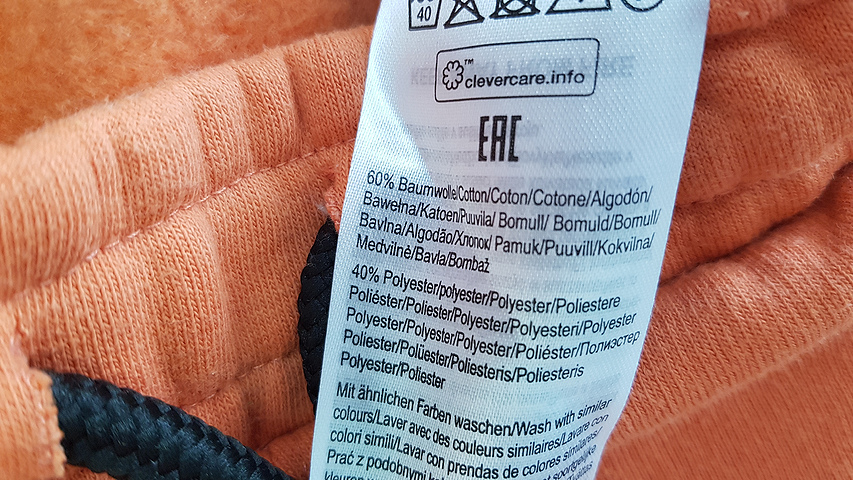 40
™
clevercare.info
EAC
60% Baumwolle/Cotton/Coton/Cotone/Algodón/
Bawełna/Katoen/Puuvila/ Bomull/ Bomuld/Bomull/
Bavlna/Algodão/Хлопок/ Pamuk/Puuvill/Kokvilna/
Medvilnė/Bavla/Bombaž
40% Polyester/polyester/Polyester/Poliestere
Poliéster/Poliester/Polyester/Polyesteri/Polyester
Polyester/Polyester/Polyester/Poliéster/Полиэстер
Poliester/Polüester/Poliesteris/Poliesteris
Polyester/Poliester
Mit ähnlichen Farben waschen/Wash with similar
colours/Laver avec des couleurs similaires/Lavare con
colori simili/Lavar con prendas de colores similares/
Prać z podobnymi